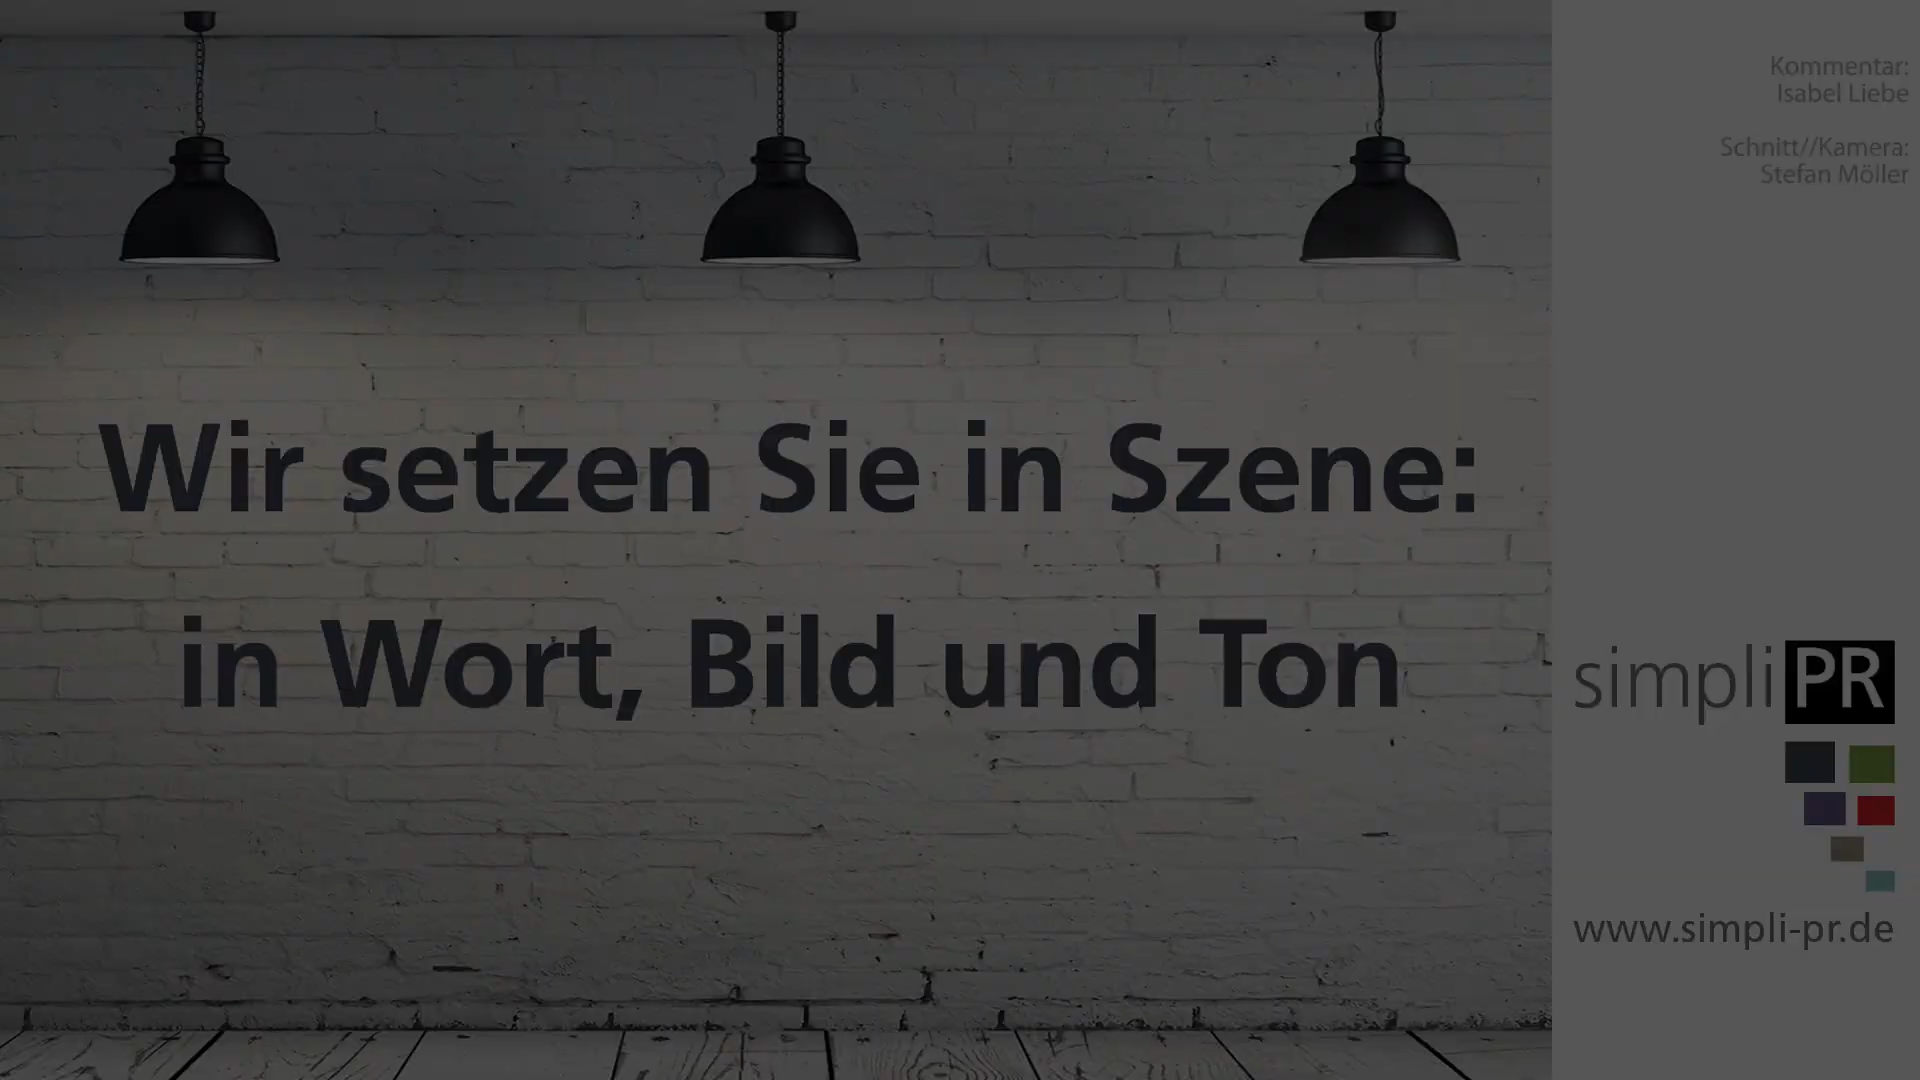 Wir setzen Sie in Szene:
in Wort, Bild und Ton
Kommentar:
Isabel Liebe
Schnitt//Kamera:
Stefan Möller
simpliPR
www.simpli-pr.de